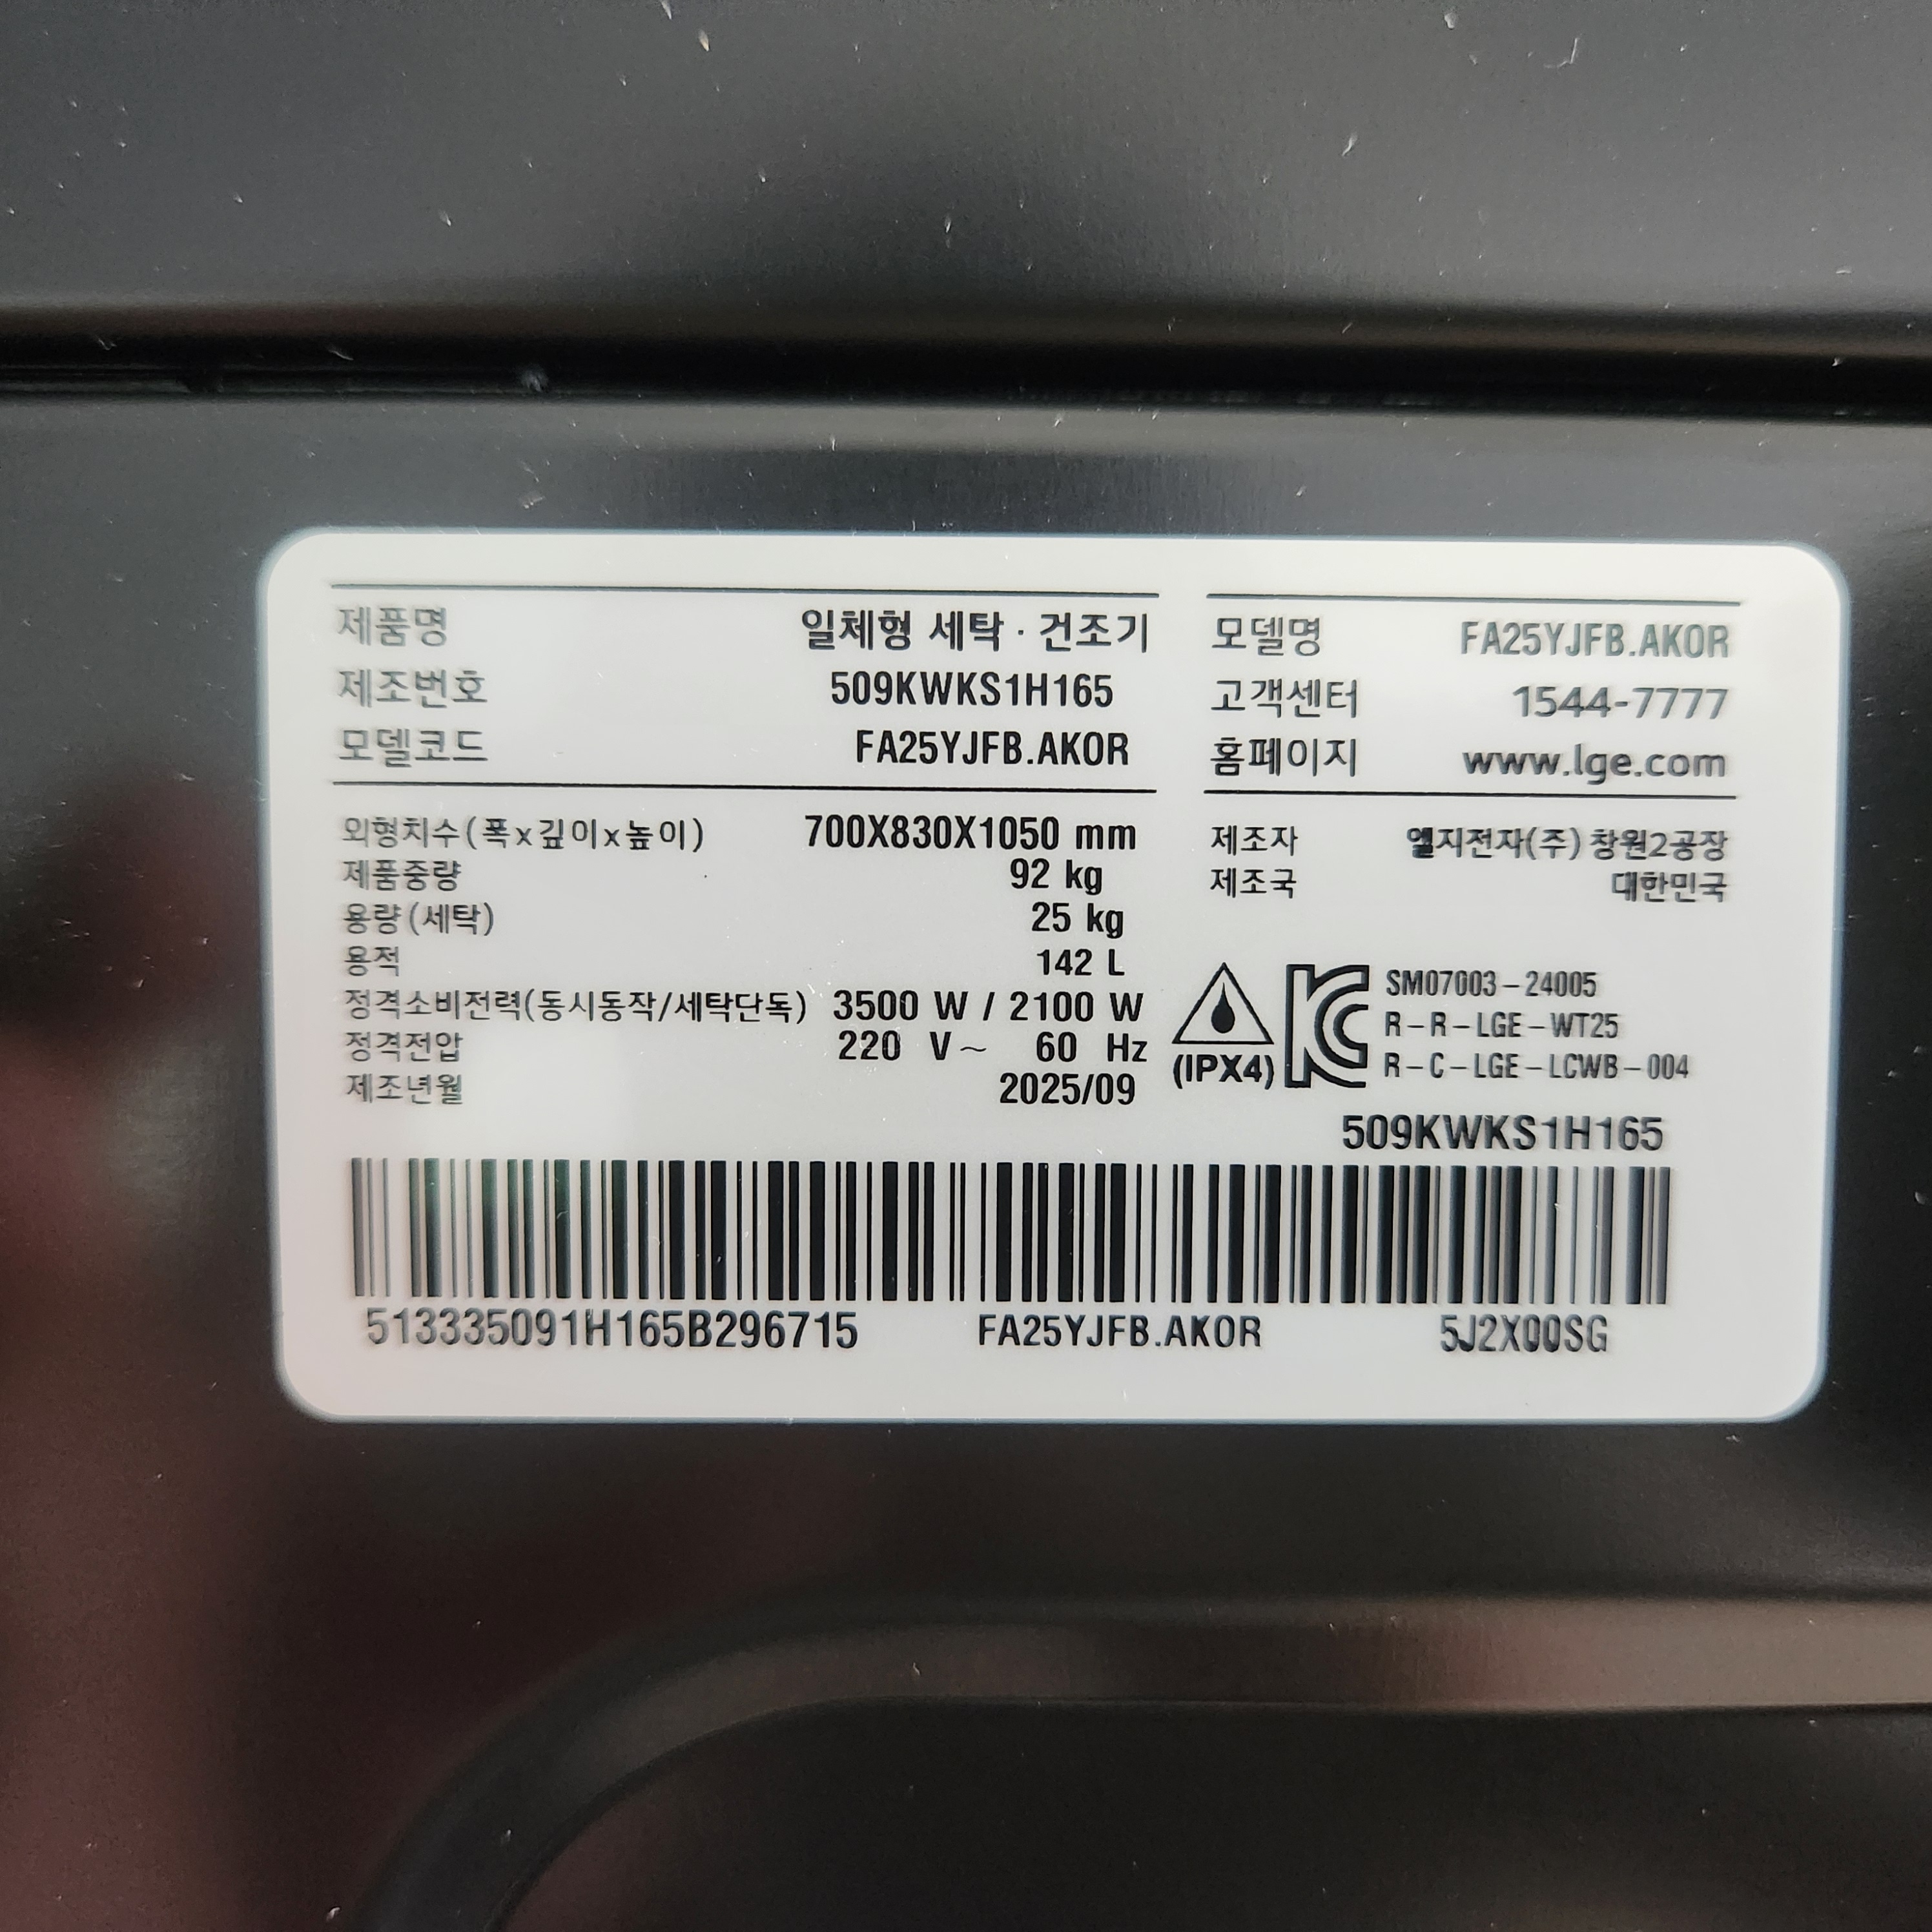 제품명 일체형 세탁 · 건조기
제조번호 509KWKS1H165
모델코드 FA25YJFB.AKOR
모델명 FA25YJFB.AKOR
고객센터 1544-7777
홈페이지 www.lge.com
외형치수(폭x깊이x높이) 700X830X1050 mm
제품중량 92 kg
용량(세탁) 25 kg
용적 142 L
정격소비전력(동시동작/세탁단독) 3500 W / 2100 W
정격전압 220 V~ 60 Hz
제조년월 2025/09
제조자 엘지전자(주) 창원2공장
제조국 대한민국
(IPX4)
SM07003-24005
R-R-LGE-WT25
R-C-LGE-LCWB-004
509KWKS1H165
513335091H165B296715 FA25YJFB.AKOR 5J2X00SG